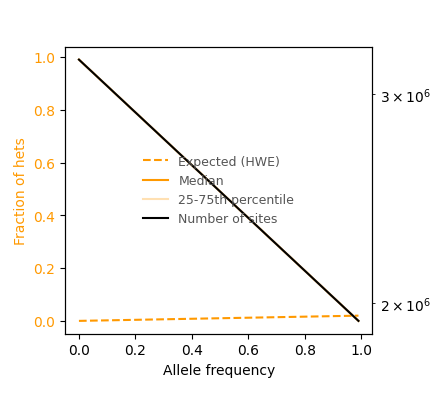 1.0
0.8
0.6
0.4
0.2
0.0
Fraction of hets
3 × 10⁶
2 × 10⁶
Expected (HWE)
Median
25-75th percentile
Number of sites
0.0 0.2 0.4 0.6 0.8 1.0
Allele frequency